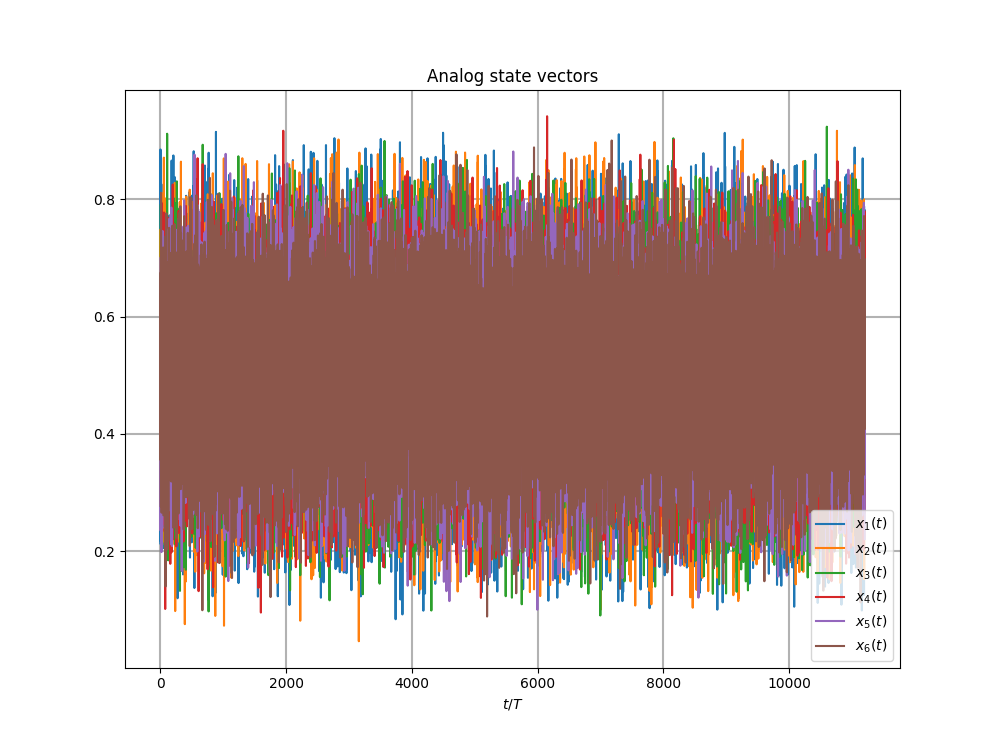 Analog state vectors
0.8
0.6
0.4
0.2
0 2000 4000 6000 8000 10000
t/T
x₁(t)
x₂(t)
x₃(t)
x₄(t)
x₅(t)
x₆(t)